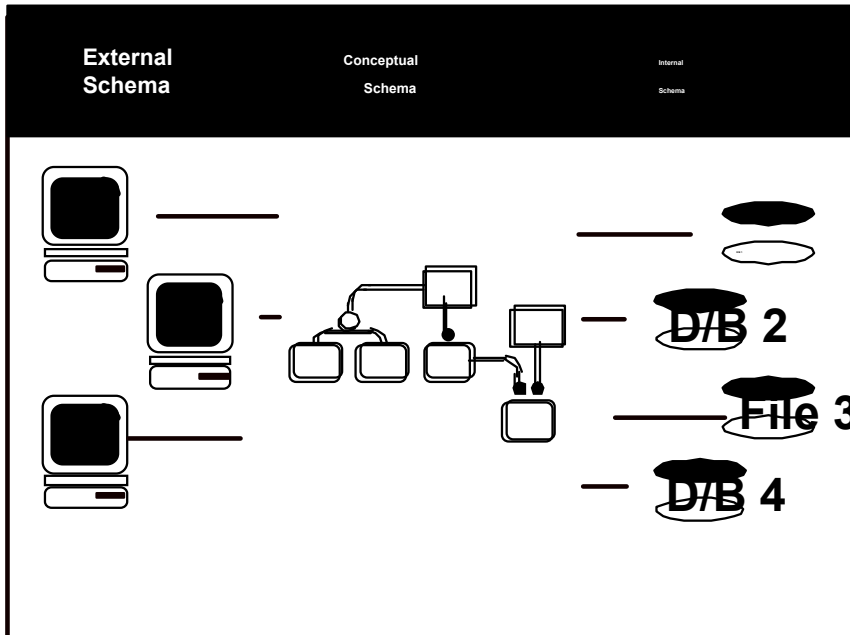 External
Schema
Conceptual
Schema
Internal
Schema
D/B 2
File 3
D/B 4